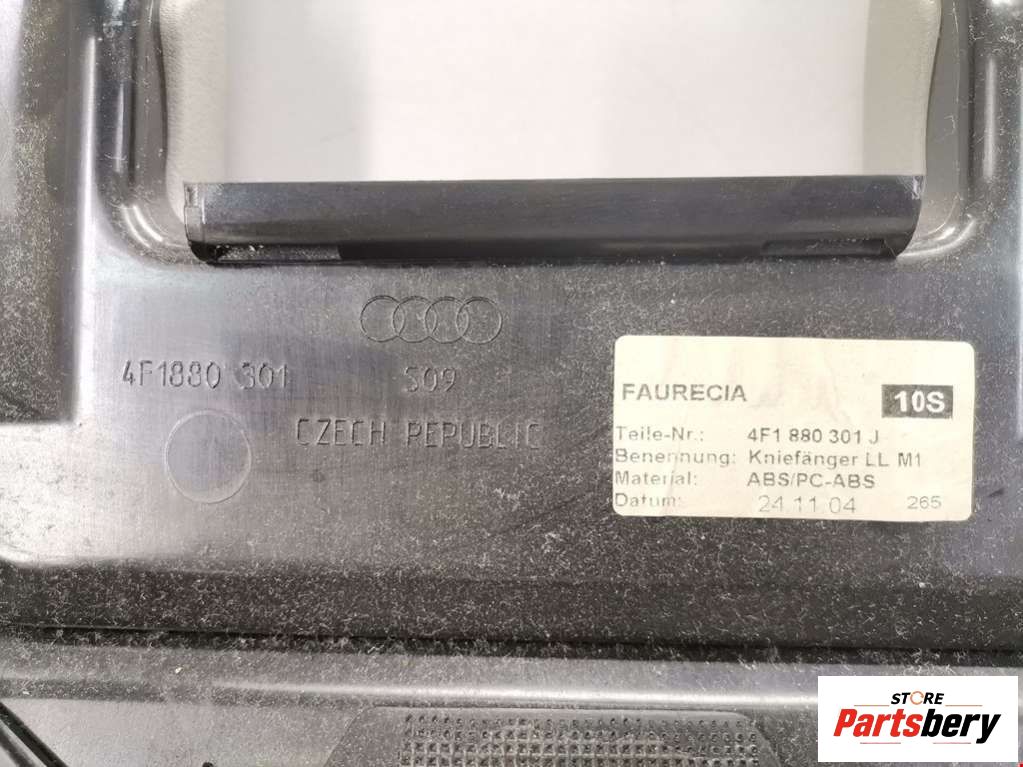 4F1880 301
S09
CZECH REPUBLIC
FAURECIA
10S
Teile-Nr.: 4F1 880 301 J
Benennung: Kniefänger LL M1
Material: ABS/PC-ABS
Datum: 24.11.04 265
STORE
Partsbery